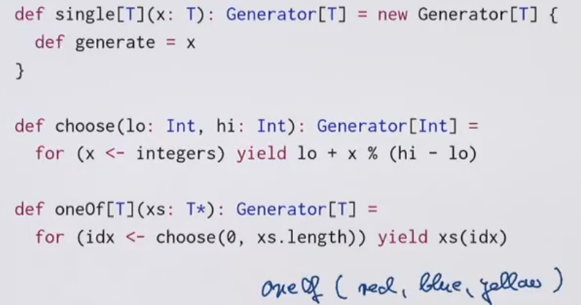 def single[T](x: T): Generator[T] = new Generator[T] {
  def generate = x
}
def choose(lo: Int, hi: Int): Generator[Int] =
  for (x <- integers) yield lo + x % (hi - lo)
def oneOf[T](xs: T*): Generator[T] =
  for (idx <- choose(0, xs.length)) yield xs(idx)
oneOf ( red, blue, yellow )